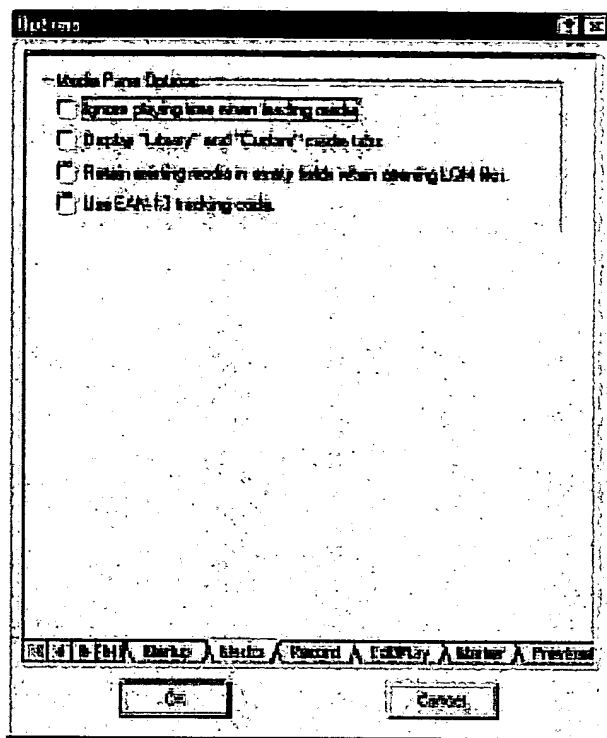 Options
Media Pane Options
Ignore playing time when loading media
Display "Library" and "Custom" media tabs
Retain existing media in empty fields when opening LGM files.
Use EAN-13 tracking code.
Startup Media Record Edit/Play Marker
OK Cancel